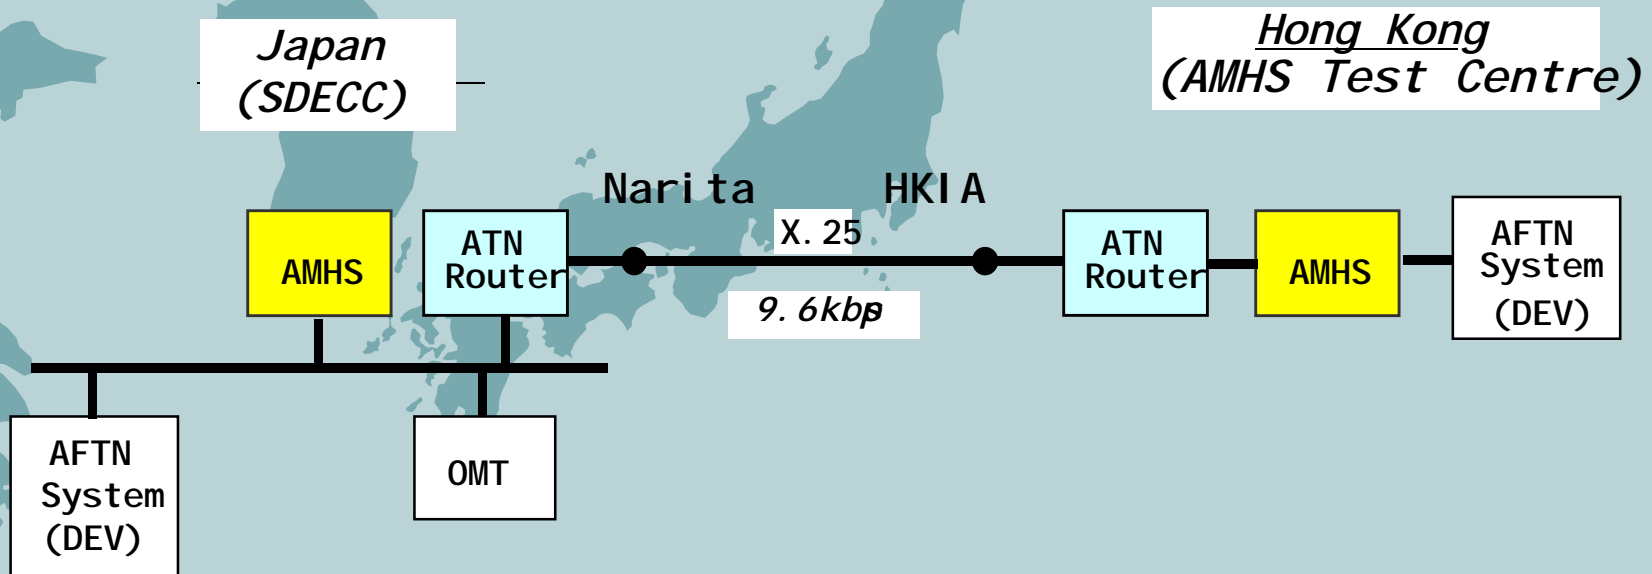 Japan
(SDECC)
Hong Kong
(AMHS Test Centre)
Narita
HKIA
X.25
9.6kbps
AMHS
ATN
Router
ATN
Router
AMHS
AFTN
System
(DEV)
AFTN
System
(DEV)
OMT